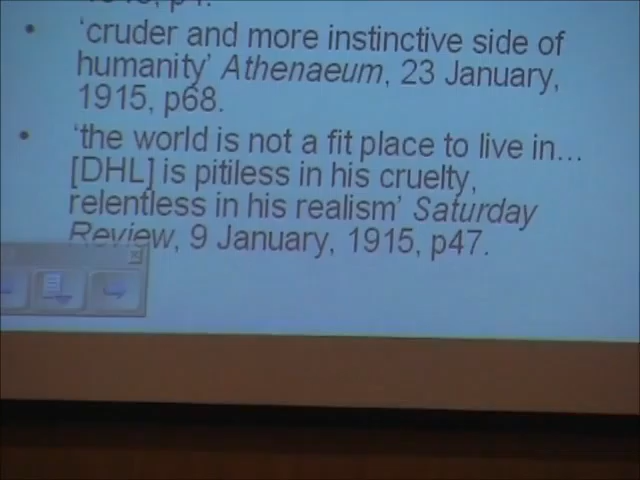 • 'cruder and more instinctive side of
humanity' Athenaeum, 23 January,
1915, p68.
• 'the world is not a fit place to live in...
[DHL] is pitiless in his cruelty,
relentless in his realism' Saturday
Review, 9 January, 1915, p47.